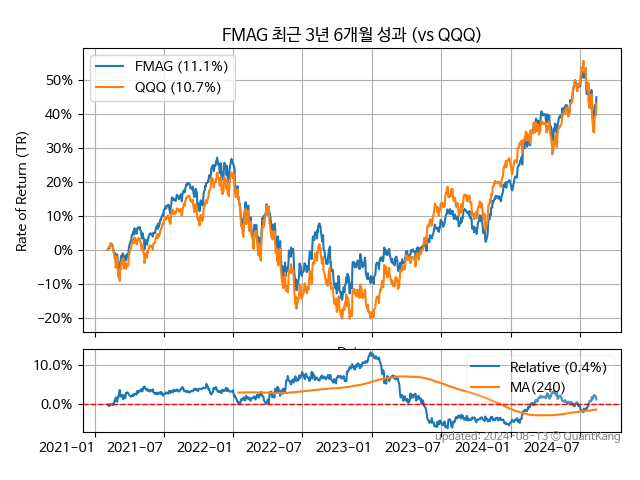 FMAG 최근 3년 6개월 성과 (vs QQQ)
FMAG (11.1%)
QQQ (10.7%)
Rate of Return (TR)
50%
40%
30%
20%
10%
0%
−10%
−20%
2021-01 2021-07 2022-01 2022-07 2023-01 2023-07 2024-01 2024-07
10.0%
0.0%
Relative (0.4%)
MA(240)
updated: 2024-08-13 © QuantKang